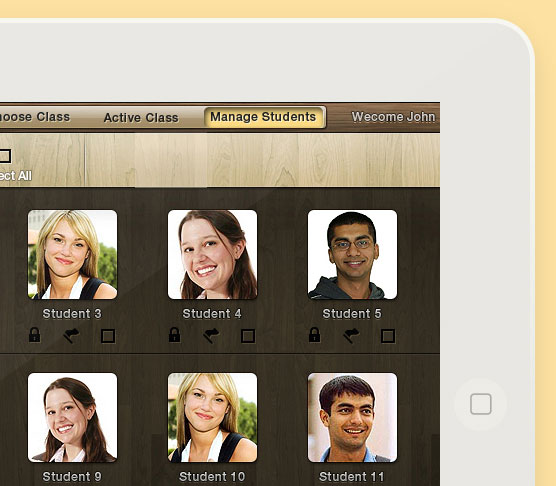 oose Class
Active Class
Manage Students
Wecome John
ect All
Student 3
Student 4
Student 5
Student 9
Student 10
Student 11